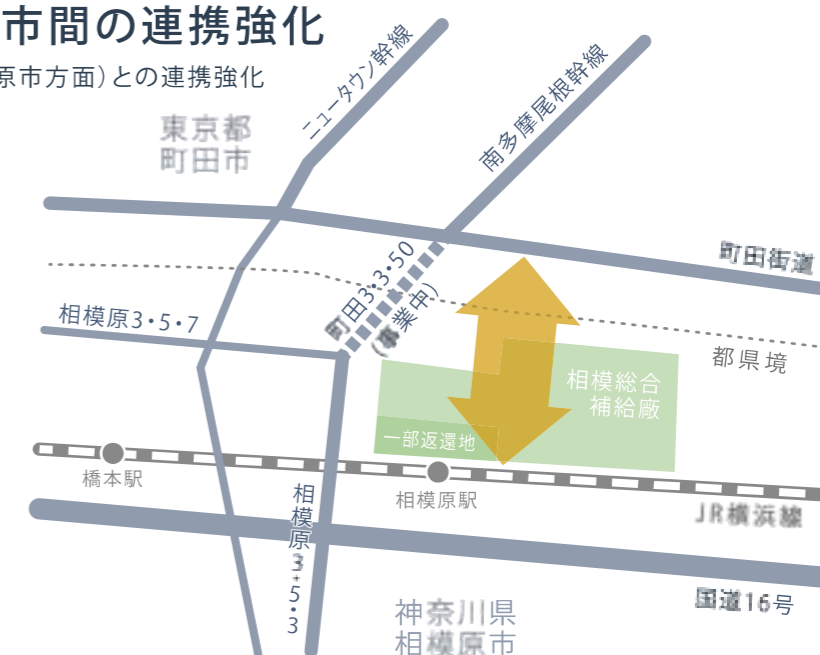 市間の連携強化
原市方面）との連携強化
ニュータウン幹線
南多摩尾根幹線
東京都
町田市
町田街道
町田3・3・50
(事業中)
相模原3・5・7
都県境
相模総合
補給廠
一部返還地
橋本駅
相模原駅
JR横浜線
相模原3・5・3
国道16号
神奈川県
相模原市